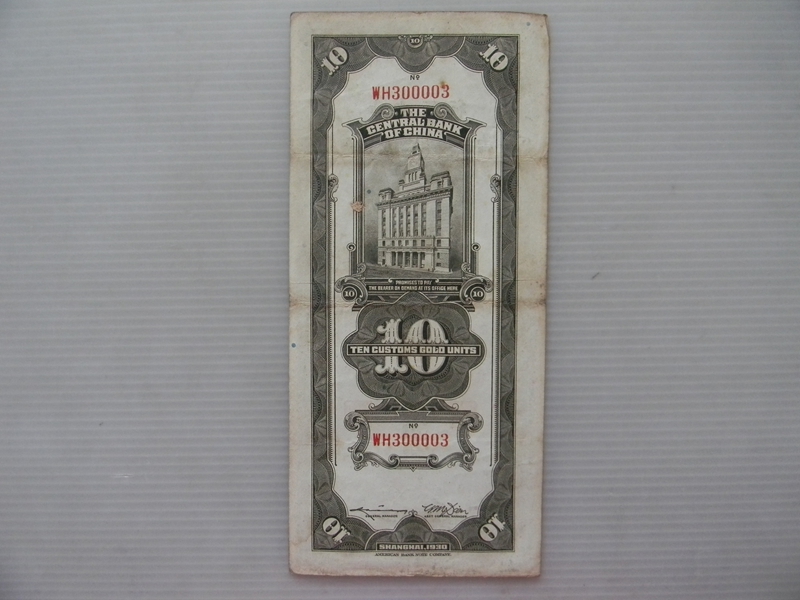 10
10
10
Nº
WH300003
THE
CENTRAL BANK
OF CHINA
PROMISES TO PAY
THE BEARER ON DEMAND AT ITS OFFICE HERE
10
10
10
TEN CUSTOMS GOLD UNITS
Nº
WH300003
10
10
SHANGHAI, 1930
AMERICAN BANK NOTE COMPANY.